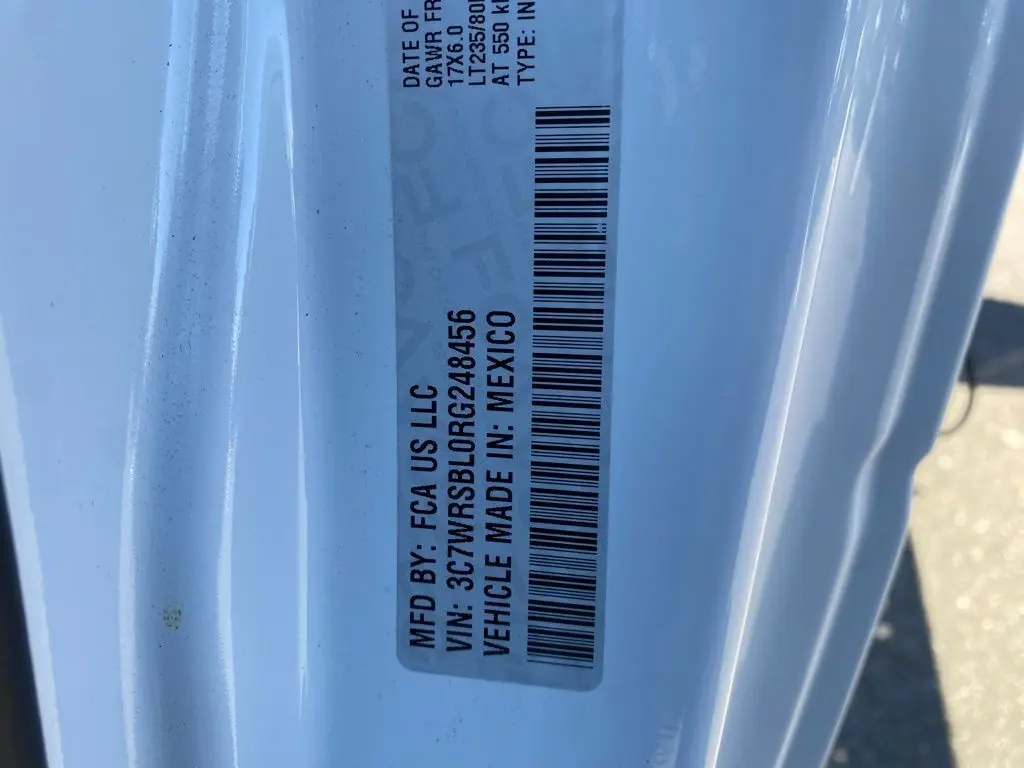 MFD BY: FCA US LLC
VIN: 3C7WRSBL0RG248456
VEHICLE MADE IN: MEXICO
DATE OF
GAWR FR
17X6.0
LT235/80
AT 550 k
TYPE: IN